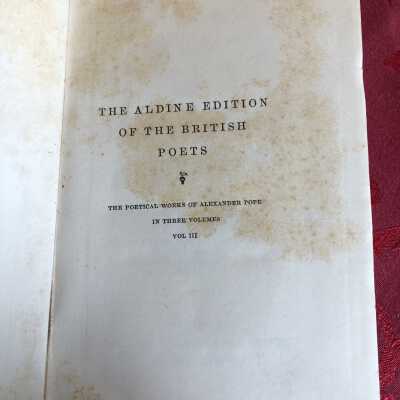 THE ALDINE EDITION
OF THE BRITISH
POETS
THE POETICAL WORKS OF ALEXANDER POPE
IN THREE VOLUMES
VOL III